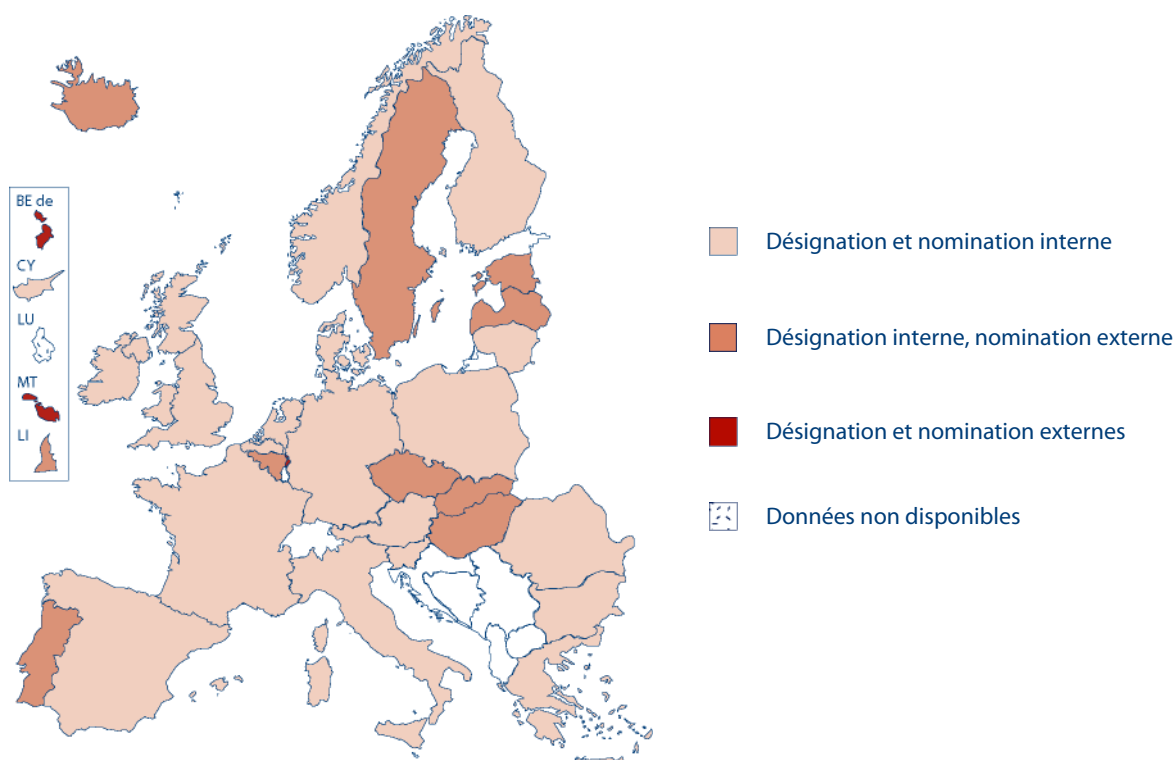 BE de
CY
LU
MT
LI
Désignation et nomination interne
Désignation interne, nomination externe
Désignation et nomination externes
Données non disponibles